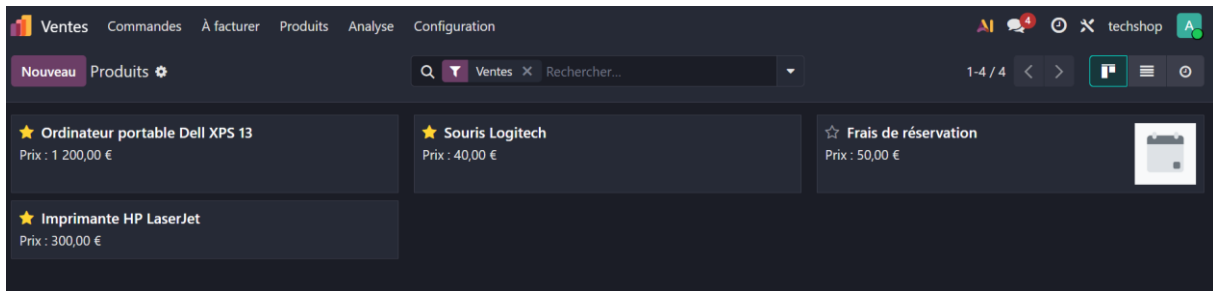 Ventes Commandes À facturer Produits Analyse Configuration AI 4 techshop A
Nouveau Produits Ventes × Rechercher... 1-4 / 4
Ordinateur portable Dell XPS 13
Prix : 1 200,00 €
Souris Logitech
Prix : 40,00 €
Frais de réservation
Prix : 50,00 €
Imprimante HP LaserJet
Prix : 300,00 €